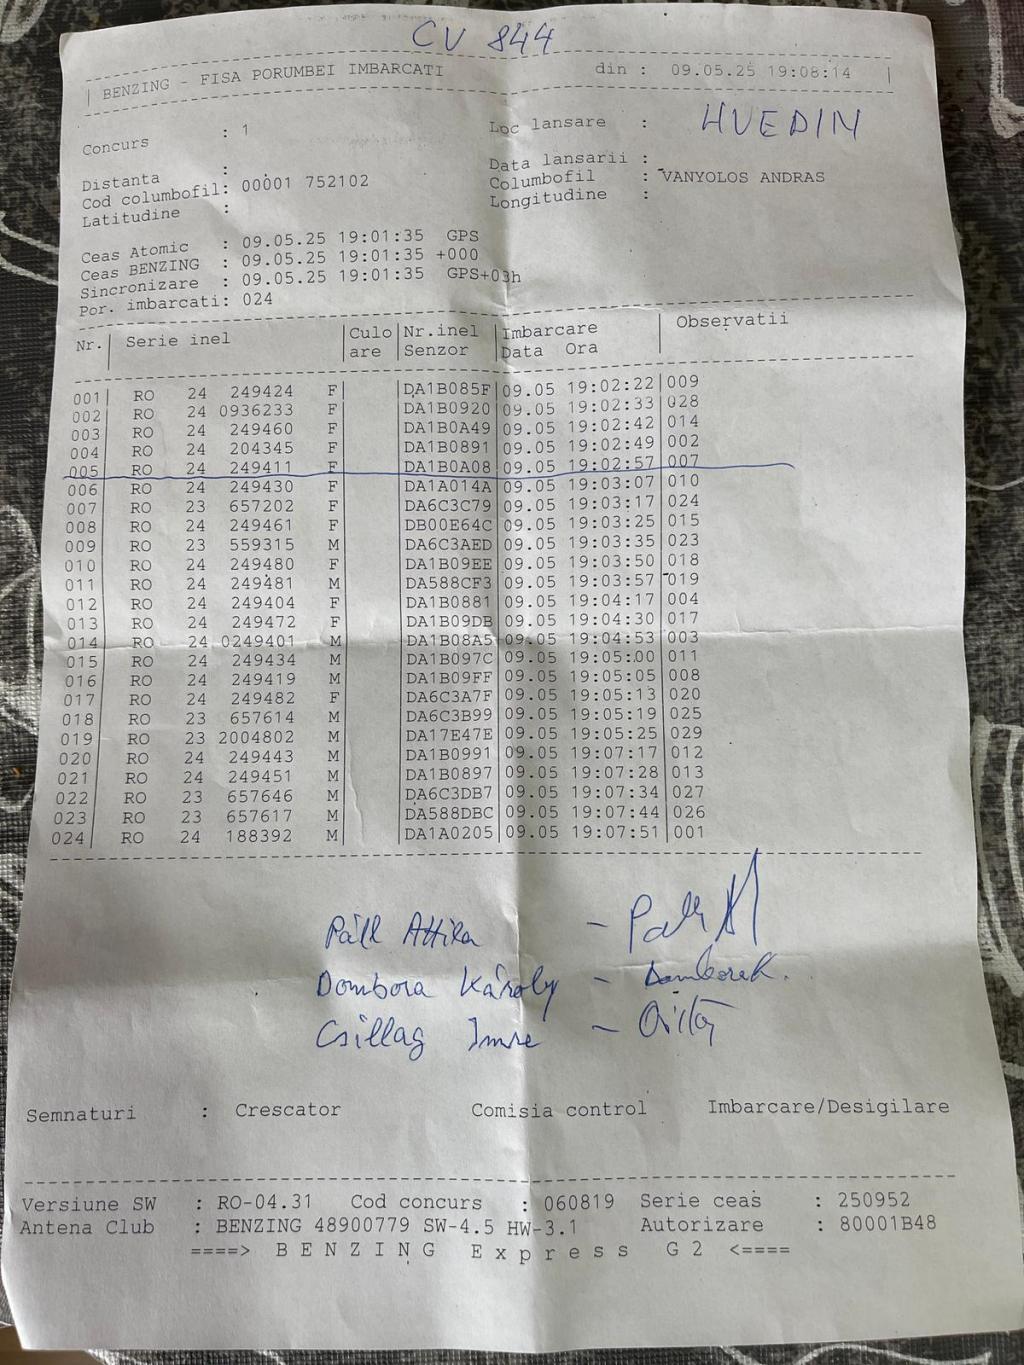 CV 844
| BENZING - FISA PORUMBEI IMBARCATI din : 09.05.25 19:08:14 |
Concurs : 1 Loc lansare : HUEDIN
Distanta : Data lansarii :
Cod columbofil: 00001 752102 Columbofil : VANYOLOS ANDRAS
Latitudine : Longitudine :
Ceas Atomic : 09.05.25 19:01:35 GPS
Ceas BENZING : 09.05.25 19:01:35 +000
Sincronizare : 09.05.25 19:01:35 GPS+03h
Por. imbarcati: 024
Nr. | Serie inel | Culo | Nr.inel | Imbarcare | Observatii
are | Senzor | Data Ora
001 | RO 24 249424 F | | DA1B085F | 09.05 19:02:22 | 009
002 | RO 24 0936233 F | | DA1B0920 | 09.05 19:02:33 | 028
003 | RO 24 249460 F | | DA1B0A49 | 09.05 19:02:42 | 014
004 | RO 24 204345 F | | DA1B0891 | 09.05 19:02:49 | 002
005 | RO 24 249411 F | | DA1B0A08 | 09.05 19:02:57 | 007
006 | RO 24 249430 F | | DA1A014A | 09.05 19:03:07 | 010
007 | RO 23 657202 F | | DA6C3C79 | 09.05 19:03:17 | 024
008 | RO 24 249461 F | | DB00E64C | 09.05 19:03:25 | 015
009 | RO 23 559315 M | | DA6C3AED | 09.05 19:03:35 | 023
010 | RO 24 249480 F | | DA1B09EE | 09.05 19:03:50 | 018
011 | RO 24 249481 M | | DA588CF3 | 09.05 19:03:57 | 019
012 | RO 24 249404 F | | DA1B0881 | 09.05 19:04:17 | 004
013 | RO 24 249472 F | | DA1B09DB | 09.05 19:04:30 | 017
014 | RO 24 0249401 M | | DA1B08A5 | 09.05 19:04:53 | 003
015 | RO 24 249434 M | | DA1B097C | 09.05 19:05:00 | 011
016 | RO 24 249419 M | | DA1B09FF | 09.05 19:05:05 | 008
017 | RO 24 249482 F | | DA6C3A7F | 09.05 19:05:13 | 020
018 | RO 23 657614 M | | DA6C3B99 | 09.05 19:05:19 | 025
019 | RO 23 2004802 M | | DA17E47E | 09.05 19:05:25 | 029
020 | RO 24 249443 M | | DA1B0991 | 09.05 19:07:17 | 012
021 | RO 24 249451 M | | DA1B0897 | 09.05 19:07:28 | 013
022 | RO 23 657646 M | | DA6C3DB7 | 09.05 19:07:34 | 027
023 | RO 23 657617 M | | DA588DBC | 09.05 19:07:44 | 026
024 | RO 24 188392 M | | DA1A0205 | 09.05 19:07:51 | 001
Páll Attila -
Dombora Károly -
Csillag Imre -
Semnaturi : Crescator Comisia control Imbarcare/Desigilare
Versiune SW : RO-04.31 Cod concurs : 060819 Serie ceas : 250952
Antena Club : BENZING 48900779 SW-4.5 HW-3.1 Autorizare : 80001B48
====> B E N Z I N G E x p r e s s G 2 <====